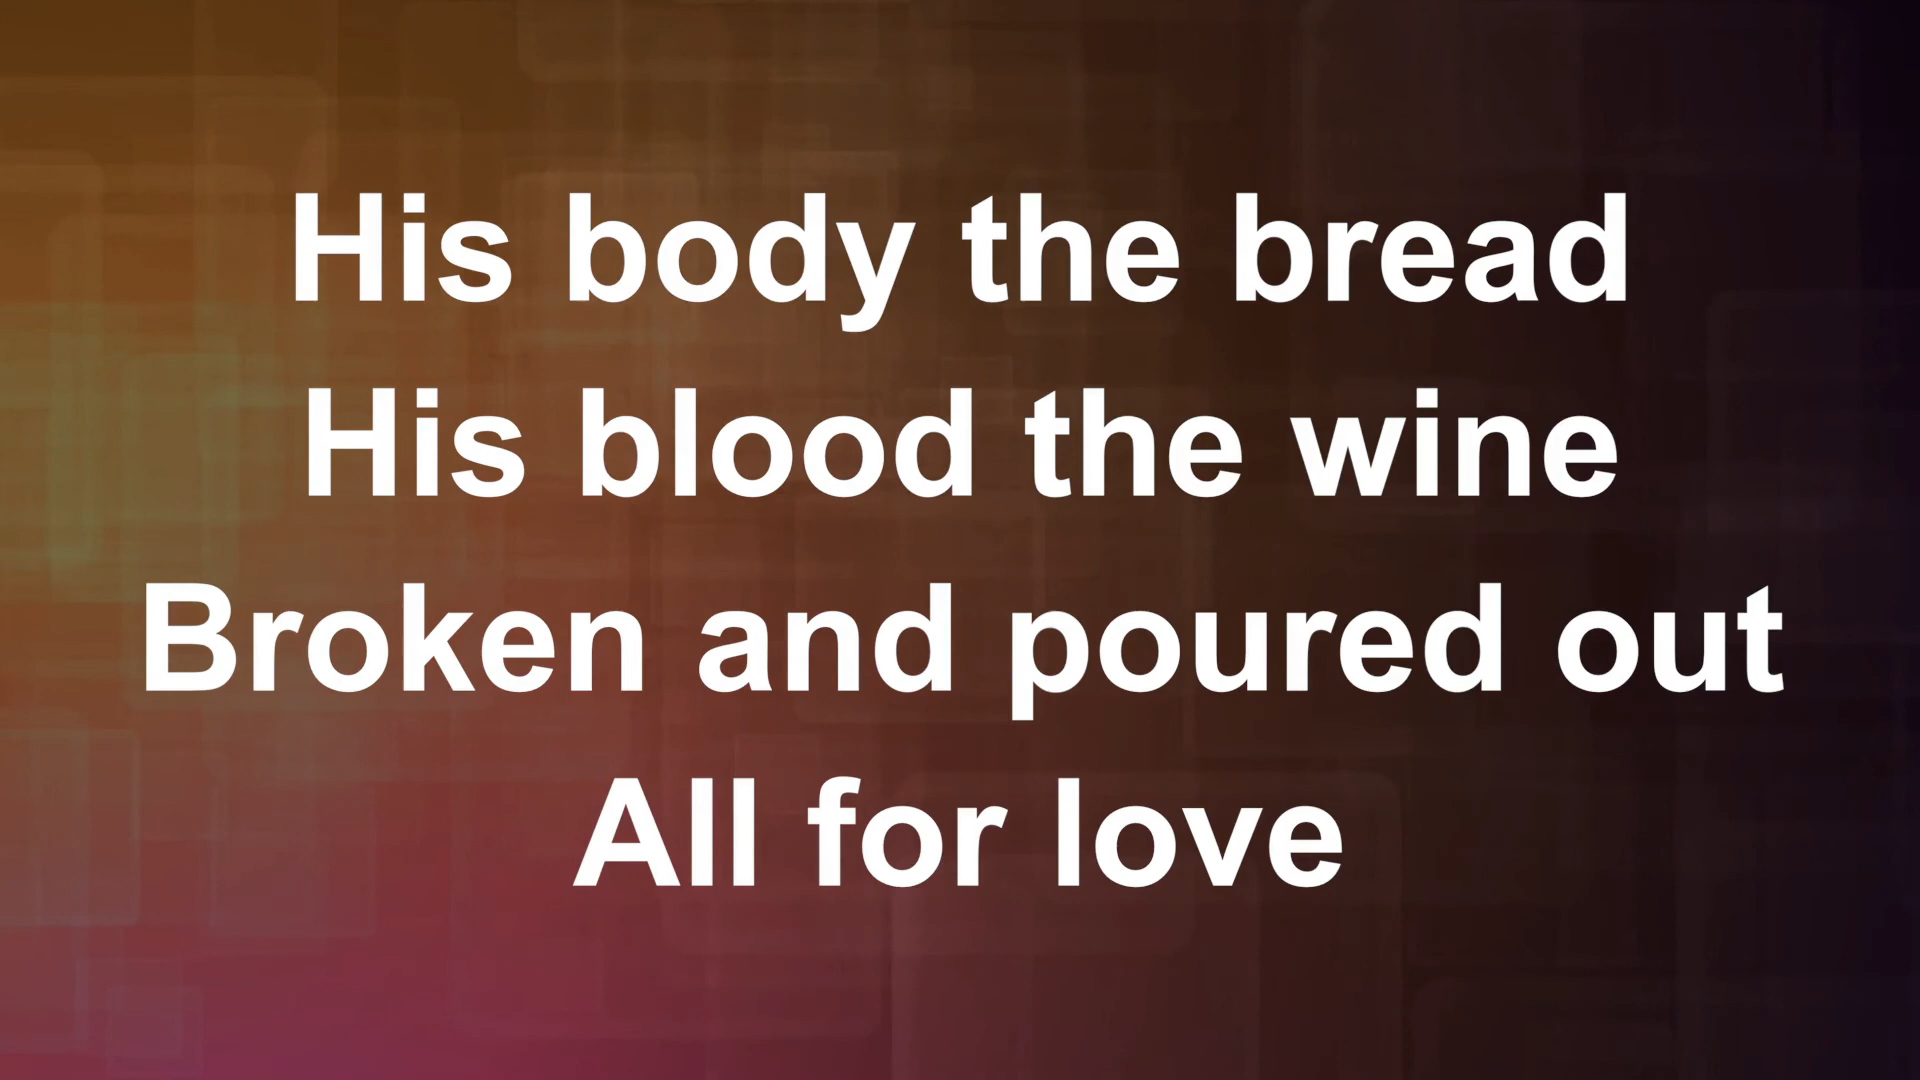 His body the bread
His blood the wine
Broken and poured out
All for love